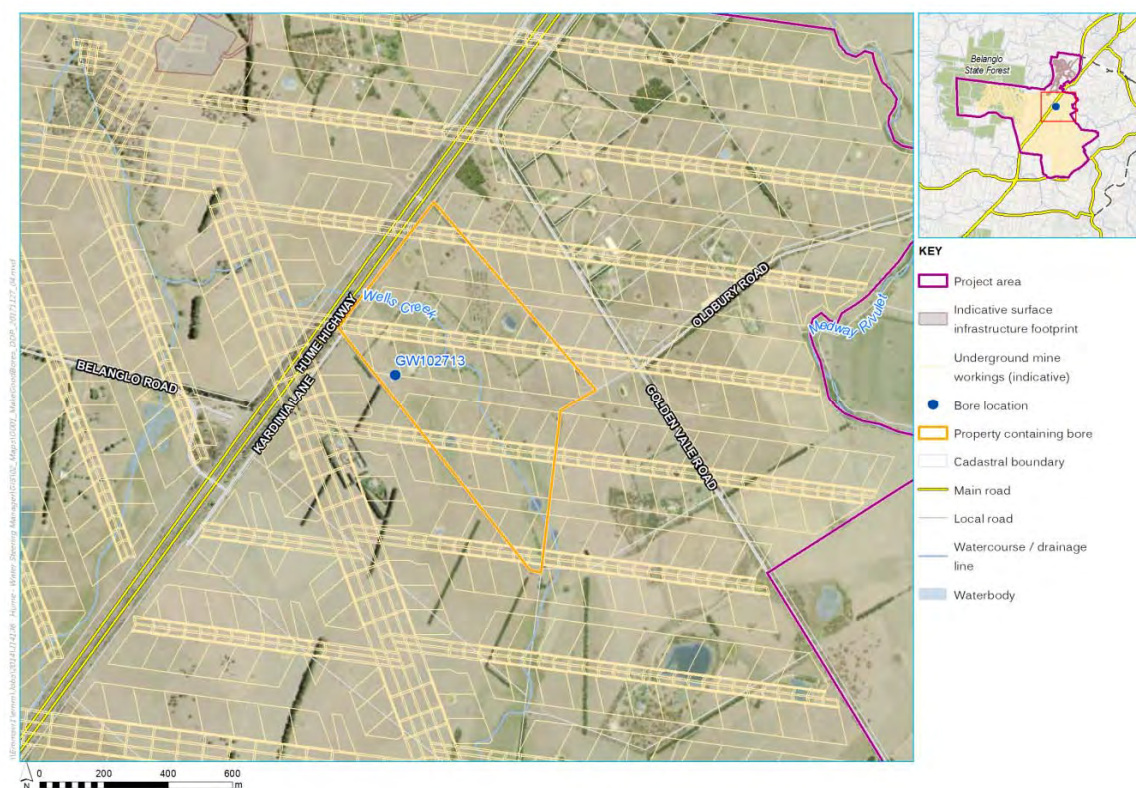 Wells Creek
GW102713
HUME HIGHWAY
KARDINIA LANE
BELANGLO ROAD
OLDBURY ROAD
GOLDEN VALE ROAD
Medway Rivulet
Belanglo
State Forest
KEY
Project area
Indicative surface
infrastructure footprint
Underground mine
workings (indicative)
Bore location
Property containing bore
Cadastral boundary
Main road
Local road
Watercourse / drainage
line
Waterbody
N
0 200 400 600
m